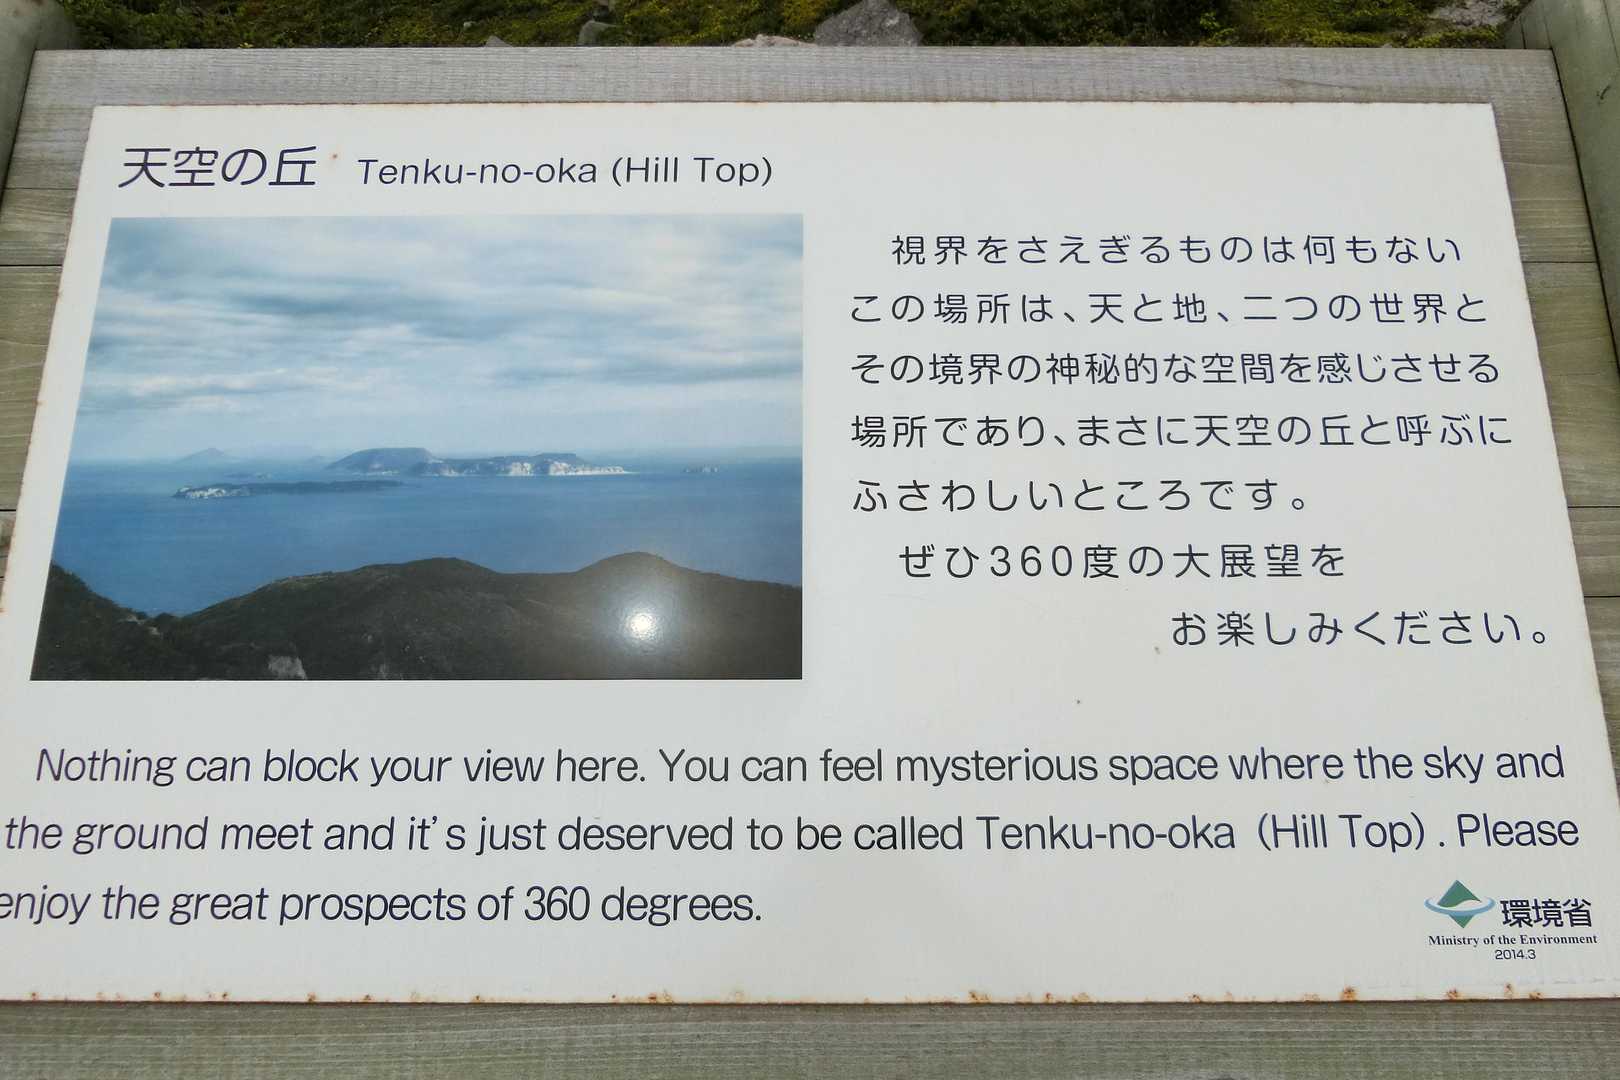 天空の丘 Tenku-no-oka (Hill Top)
視界をさえぎるものは何もない
この場所は、天と地、二つの世界と
その境界の神秘的な空間を感じさせる
場所であり、まさに天空の丘と呼ぶに
ふさわしいところです。
ぜひ360度の大展望を
お楽しみください。
Nothing can block your view here. You can feel mysterious space where the sky and
the ground meet and it's just deserved to be called Tenku-no-oka (Hill Top). Please
enjoy the great prospects of 360 degrees.
環境省
Ministry of the Environment
2014.3